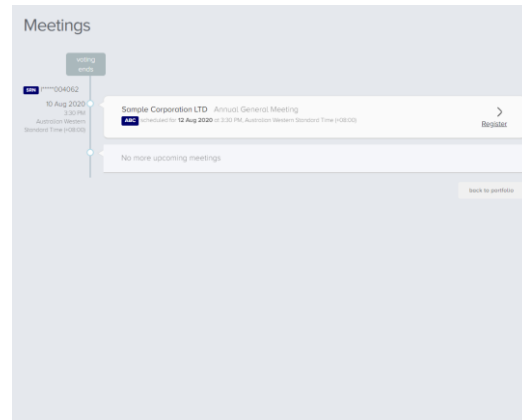 Meetings
voting
ends
SRN I*****004062
10 Aug 2020
3:30 PM
Australian Western
Standard Time (+08:00)
Sample Corporation LTD Annual General Meeting
ABC scheduled for 12 Aug 2020 at 3:30 PM, Australian Western Standard Time (+08:00)
Register
No more upcoming meetings
back to portfolio